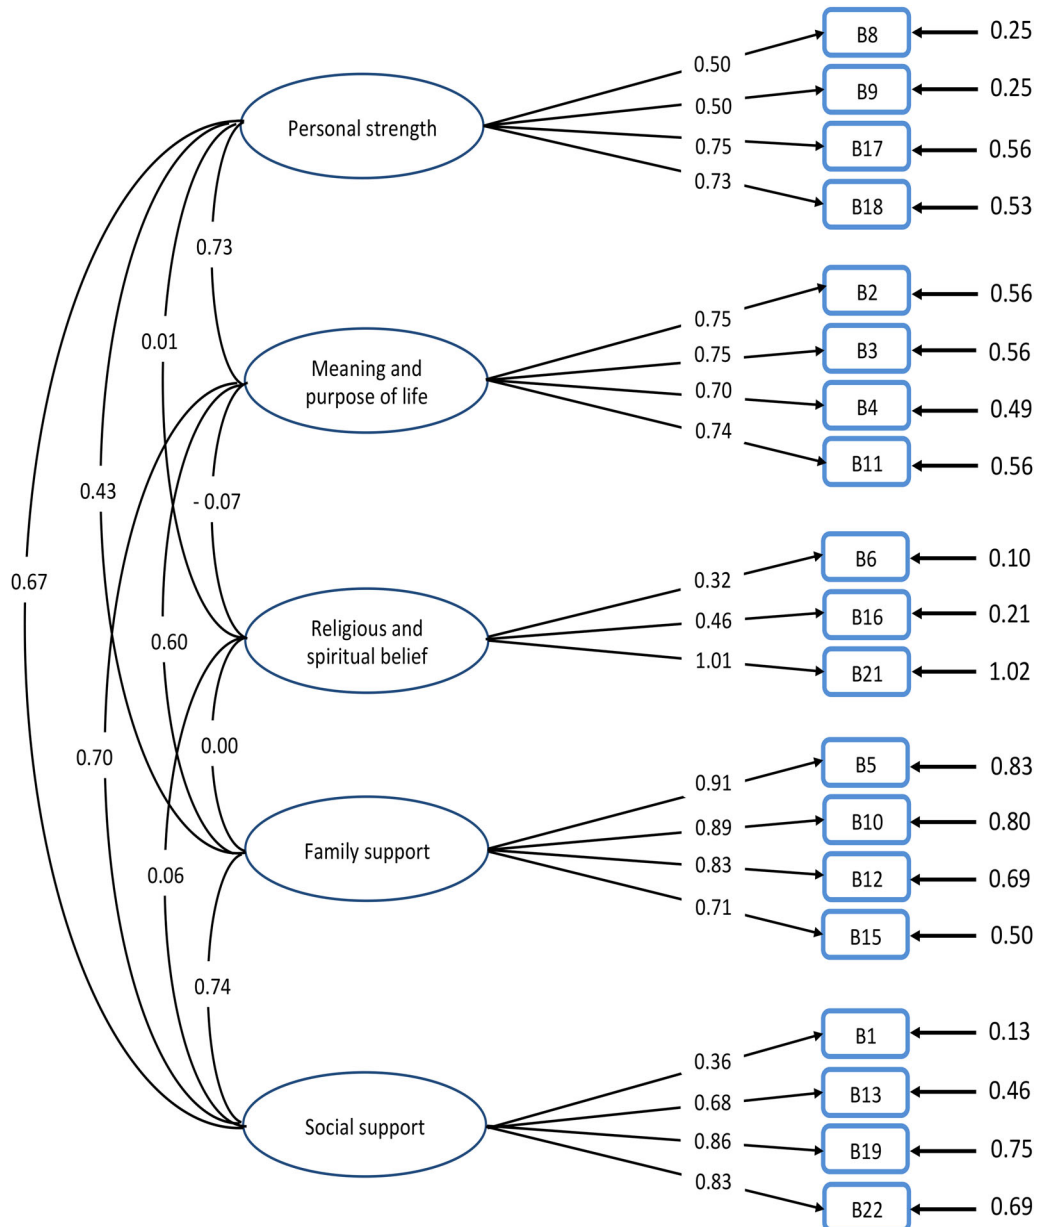 B8
0.25
0.50
B9
0.25
0.50
Personal strength
0.75
B17
0.56
0.73
B18
0.53
0.73
B2
0.56
0.75
0.01
B3
0.56
0.75
Meaning and
purpose of life
0.70
B4
0.49
0.74
B11
0.56
0.43
- 0.07
B6
0.10
0.67
0.32
B16
0.21
0.46
Religious and
spiritual belief
0.60
1.01
B21
1.02
0.70
0.00
B5
0.83
0.91
B10
0.80
0.89
Family support
0.83
B12
0.69
0.06
0.71
B15
0.50
0.74
B1
0.13
0.36
B13
0.46
0.68
Social support
0.86
B19
0.75
0.83
B22
0.69